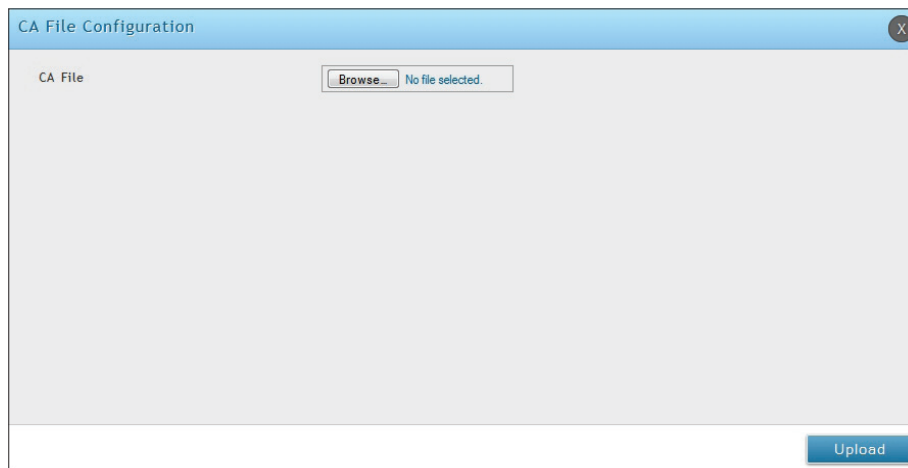 CA File Configuration
X
CA File
Browse... No file selected.
Upload